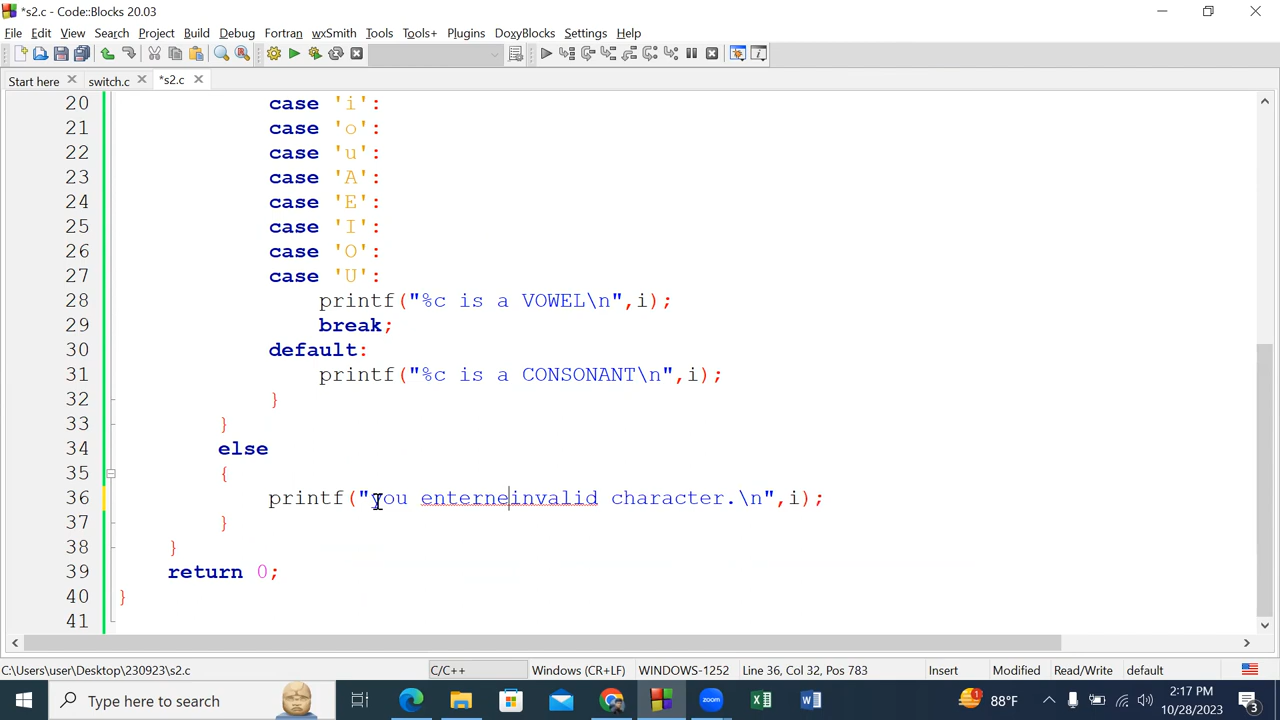 *s2.c - Code::Blocks 20.03
File Edit View Search Project Build Debug Fortran wxSmith Tools Tools+ Plugins DoxyBlocks Settings Help
Start here switch.c *s2.c
20 case 'i':
21 case 'o':
22 case 'u':
23 case 'A':
24 case 'E':
25 case 'I':
26 case 'O':
27 case 'U':
28 printf("%c is a VOWEL\n",i);
29 break;
30 default:
31 printf("%c is a CONSONANT\n",i);
32 }
33 }
34 else
35 {
36 printf("you enterneinvalid character.\n",i);
37 }
38 }
39 return 0;
40 }
41
C:\Users\user\Desktop\230923\s2.c C/C++ Windows (CR+LF) WINDOWS-1252 Line 36, Col 32, Pos 783 Insert Modified Read/Write default
Type here to search 88°F 2:17 PM
10/28/2023 3